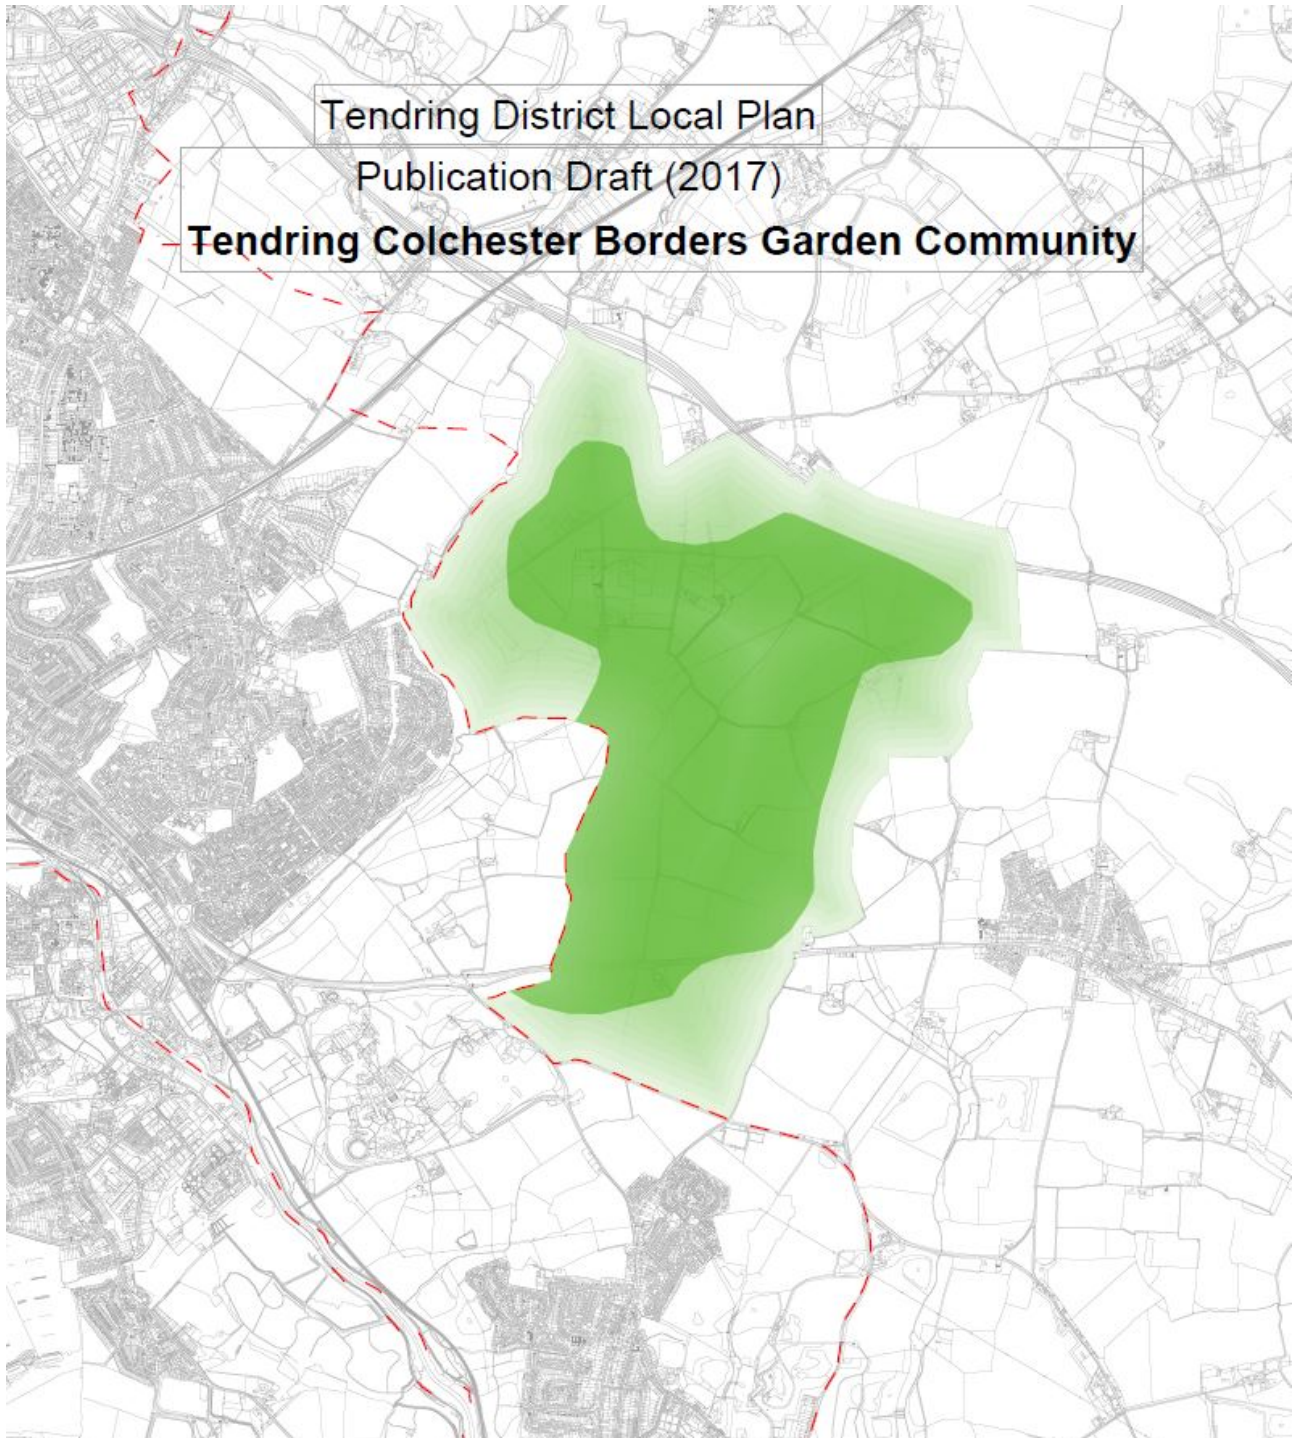 Tendring District Local Plan
Publication Draft (2017)
Tendring Colchester Borders Garden Community